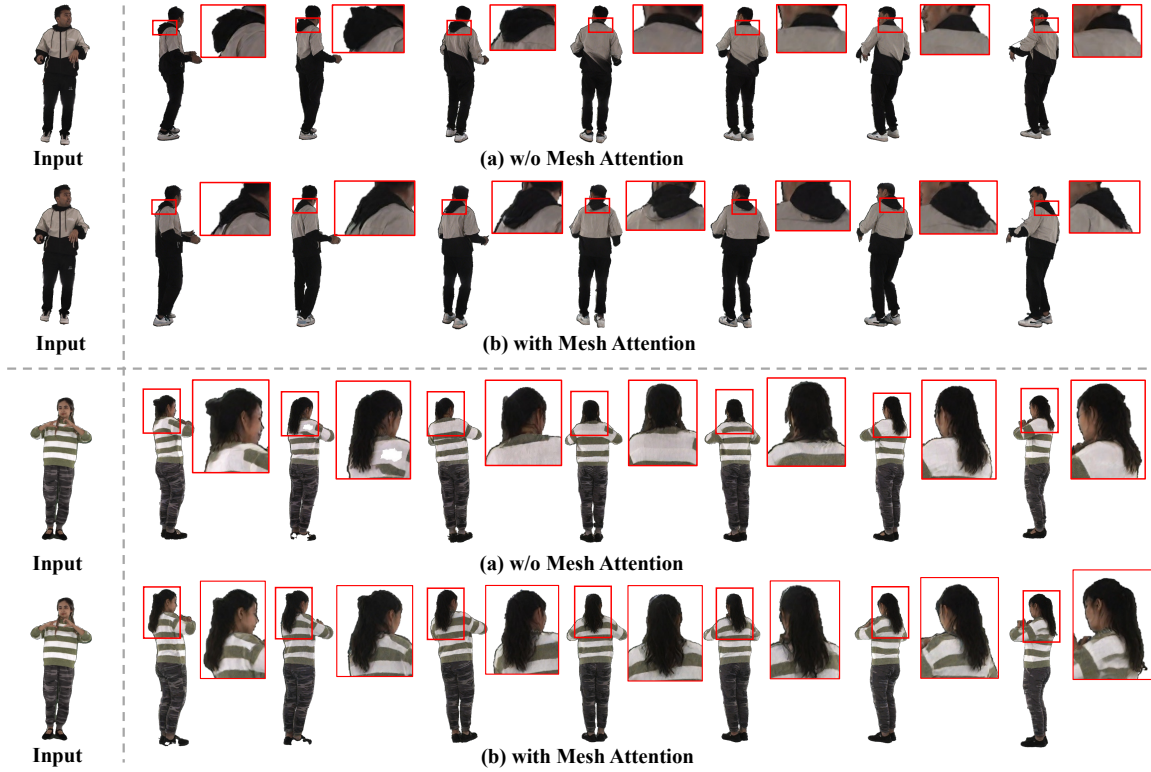 Input
(a) w/o Mesh Attention
Input
(b) with Mesh Attention
Input
(a) w/o Mesh Attention
Input
(b) with Mesh Attention